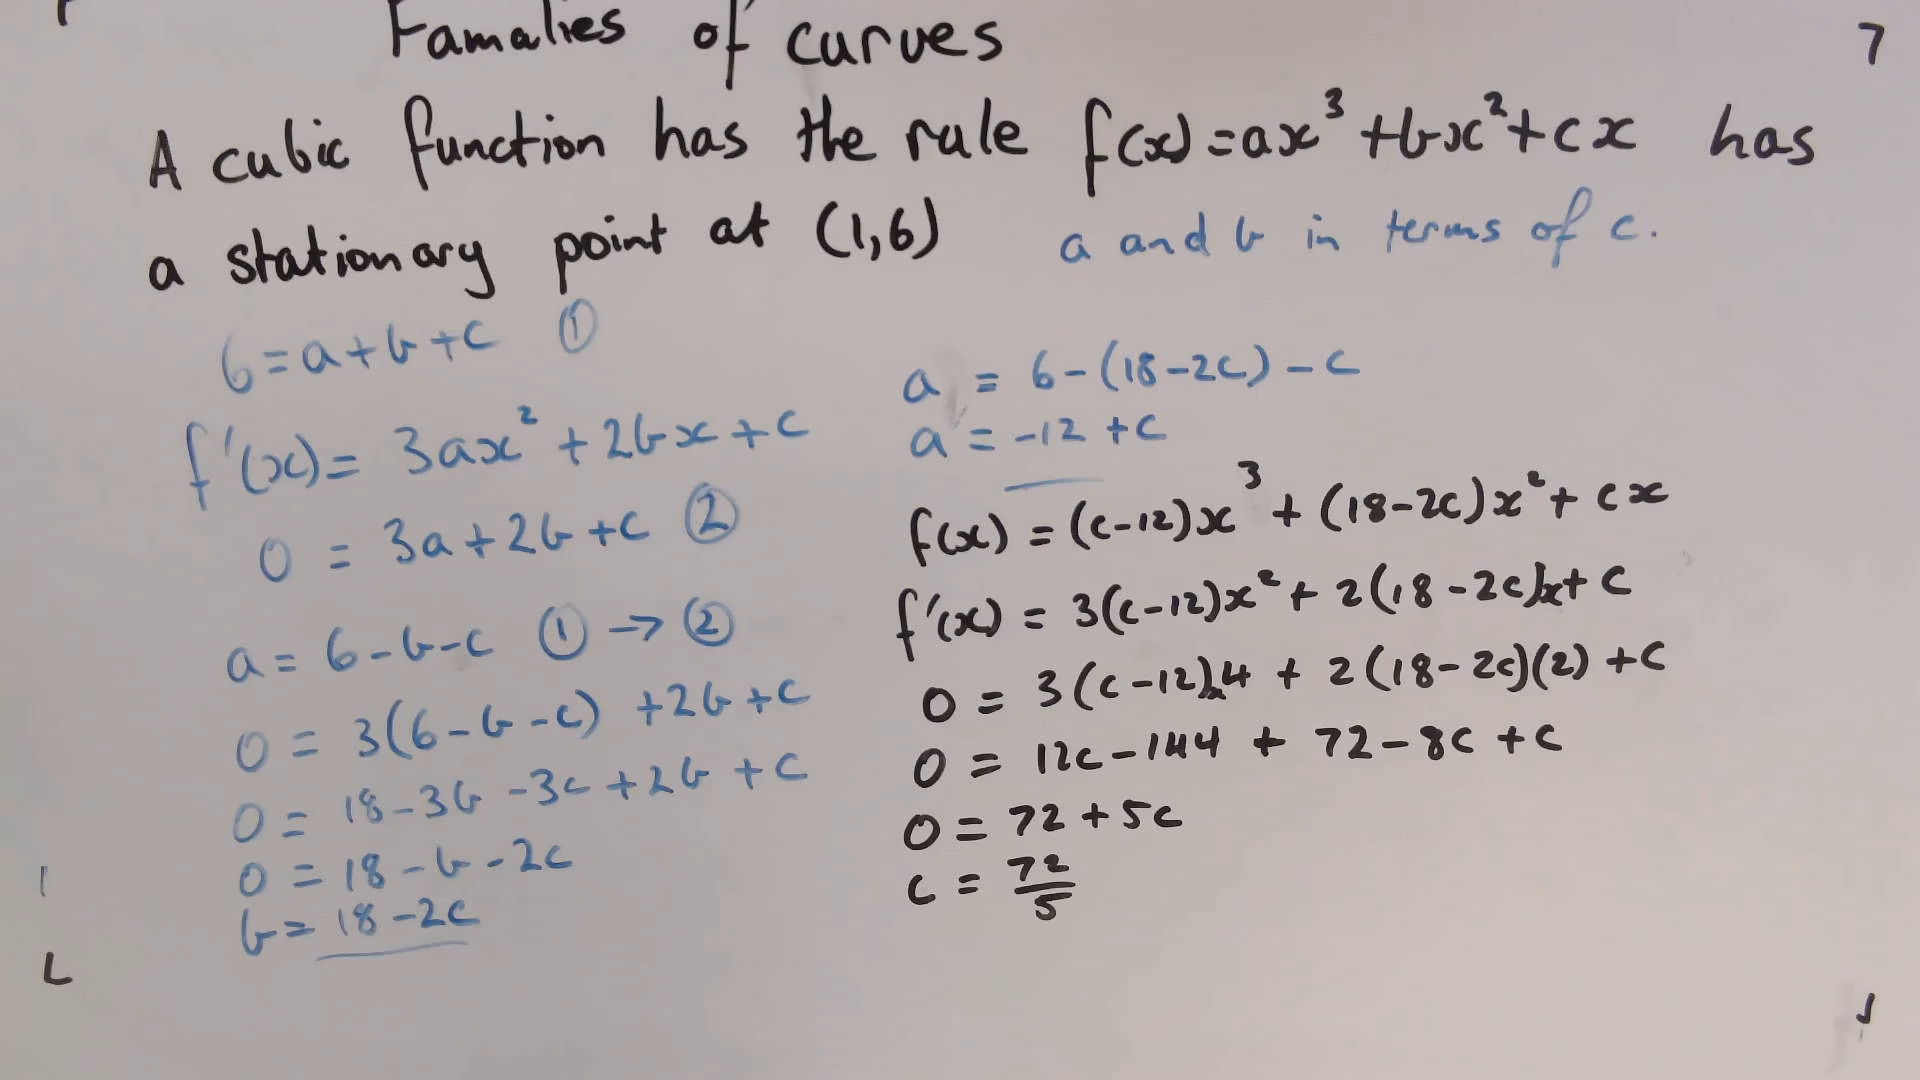 Famalies of curves
7
A cubic function has the rule f(x)=ax³+bx²+cx has
a stationary point at (1,6) a and b in terms of c.
6=a+b+c ①
f'(x)= 3ax²+2bx+c
0 = 3a+2b+c ②
a= 6-b-c ①→②
0 = 3(6-b-c)+2b+c
0 = 18-3b-3c+2b+c
0 = 18-b-2c
b= 18-2c
a = 6-(18-2c)-c
a = -12+c
f(x) = (c-12)x³+(18-2c)x²+cx
f'(x) = 3(c-12)x²+2(18-2c)x+c
0 = 3(c-12)4 + 2(18-2c)(2)+c
0 = 12c-144 + 72-8c+c
0 = 72+5c
c = 72/5